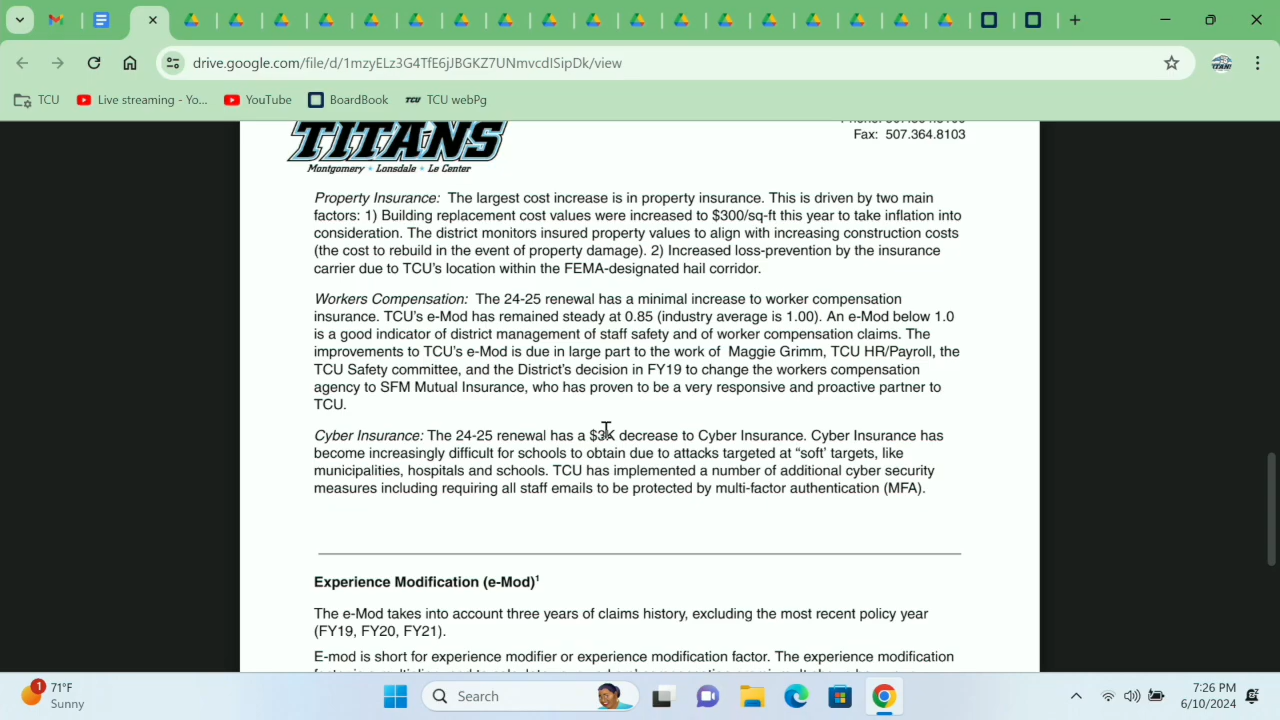 drive.google.com/file/d/1mzyELz3G4TfE6jJBGKZ7UNmvcdISipDk/view
TCU
Live streaming - Yo...
YouTube
BoardBook
TCU TCU webPg
Fax: 507.364.8103
TITANS
Montgomery • Lonsdale • Le Center
Property Insurance: The largest cost increase is in property insurance. This is driven by two main
factors: 1) Building replacement cost values were increased to $300/sq-ft this year to take inflation into
consideration. The district monitors insured property values to align with increasing construction costs
(the cost to rebuild in the event of property damage). 2) Increased loss-prevention by the insurance
carrier due to TCU's location within the FEMA-designated hail corridor.
Workers Compensation: The 24-25 renewal has a minimal increase to worker compensation
insurance. TCU's e-Mod has remained steady at 0.85 (industry average is 1.00). An e-Mod below 1.0
is a good indicator of district management of staff safety and of worker compensation claims. The
improvements to TCU's e-Mod is due in large part to the work of Maggie Grimm, TCU HR/Payroll, the
TCU Safety committee, and the District's decision in FY19 to change the workers compensation
agency to SFM Mutual Insurance, who has proven to be a very responsive and proactive partner to
TCU.
Cyber Insurance: The 24-25 renewal has a $3K decrease to Cyber Insurance. Cyber Insurance has
become increasingly difficult for schools to obtain due to attacks targeted at “soft’ targets, like
municipalities, hospitals and schools. TCU has implemented a number of additional cyber security
measures including requiring all staff emails to be protected by multi-factor authentication (MFA).
Experience Modification (e-Mod)¹
The e-Mod takes into account three years of claims history, excluding the most recent policy year
(FY19, FY20, FY21).
E-mod is short for experience modifier or experience modification factor. The experience modification
1
71°F
Sunny
Search
7:26 PM
6/10/2024